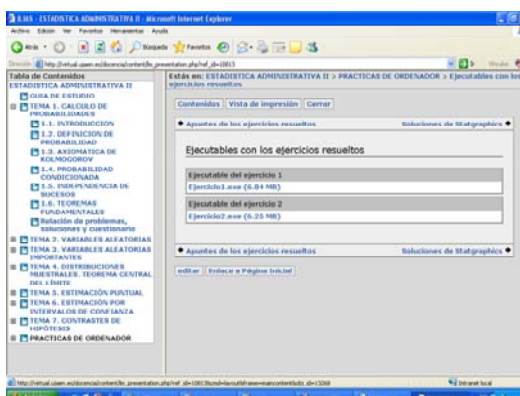 ILIAS - ESTADISTICA ADMINISTRATIVA II - Microsoft Internet Explorer
Archivo Edición Ver Favoritos Herramientas Ayuda
Atrás Búsqueda Favoritos
Tabla de Contenidos
ESTADISTICA ADMINISTRATIVA II
GUIA DE ESTUDIO
TEMA 1. CALCULO DE
PROBABILIDADES
1.1. INTRODUCCION
1.2. DEFINICION DE
PROBABILIDAD
1.3. AXIOMATICA DE
KOLMOGOROV
1.4. PROBABILIDAD
CONDICIONADA
1.5. INDEPENDENCIA DE
SUCESOS
1.6. TEOREMAS
FUNDAMENTALES
Relación de problemas,
soluciones y cuestionario
TEMA 2. VARIABLES ALEATORIAS
TEMA 3. VARIABLES ALEATORIAS
IMPORTANTES
TEMA 4. DISTRIBUCIONES
MUESTRALES. TEOREMA CENTRAL
DEL LÍMITE
TEMA 5. ESTIMACIÓN PUNTUAL
TEMA 6. ESTIMACIÓN POR
INTERVALOS DE CONFIANZA
TEMA 7. CONTRASTES DE
HIPÓTESIS
PRACTICAS DE ORDENADOR
Estás en: ESTADISTICA ADMINISTRATIVA II > PRACTICAS DE ORDENADOR > Ejecutables con los
ejercicios resueltos
Contenidos Vista de impresión Cerrar
Apuntes de los ejercicios resueltos Soluciones de Statgraphics
Ejecutables con los ejercicios resueltos
Ejecutable del ejercicio 1
Ejercicio1.exe (6.84 MB)
Ejecutable del ejercicio 2
Ejercicio2.exe (6.25 MB)
Apuntes de los ejercicios resueltos Soluciones de Statgraphics
editar Enlace a Página Inicial
Intranet local